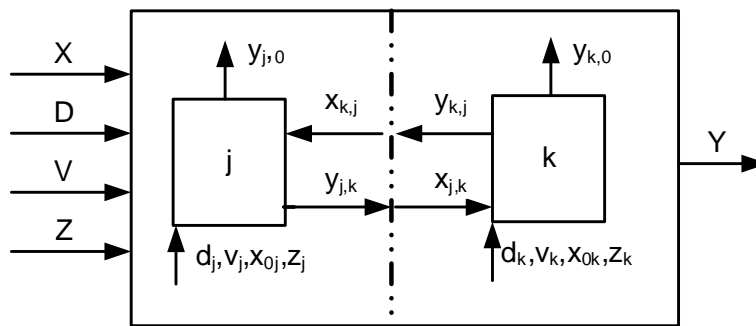 X
D
V
Z
y_{j,0}
x_{k,j}
j
y_{j,k}
d_j,v_j,x_{0j},z_j
y_{k,0}
y_{k,j}
k
x_{j,k}
d_k,v_k,x_{0k},z_k
Y